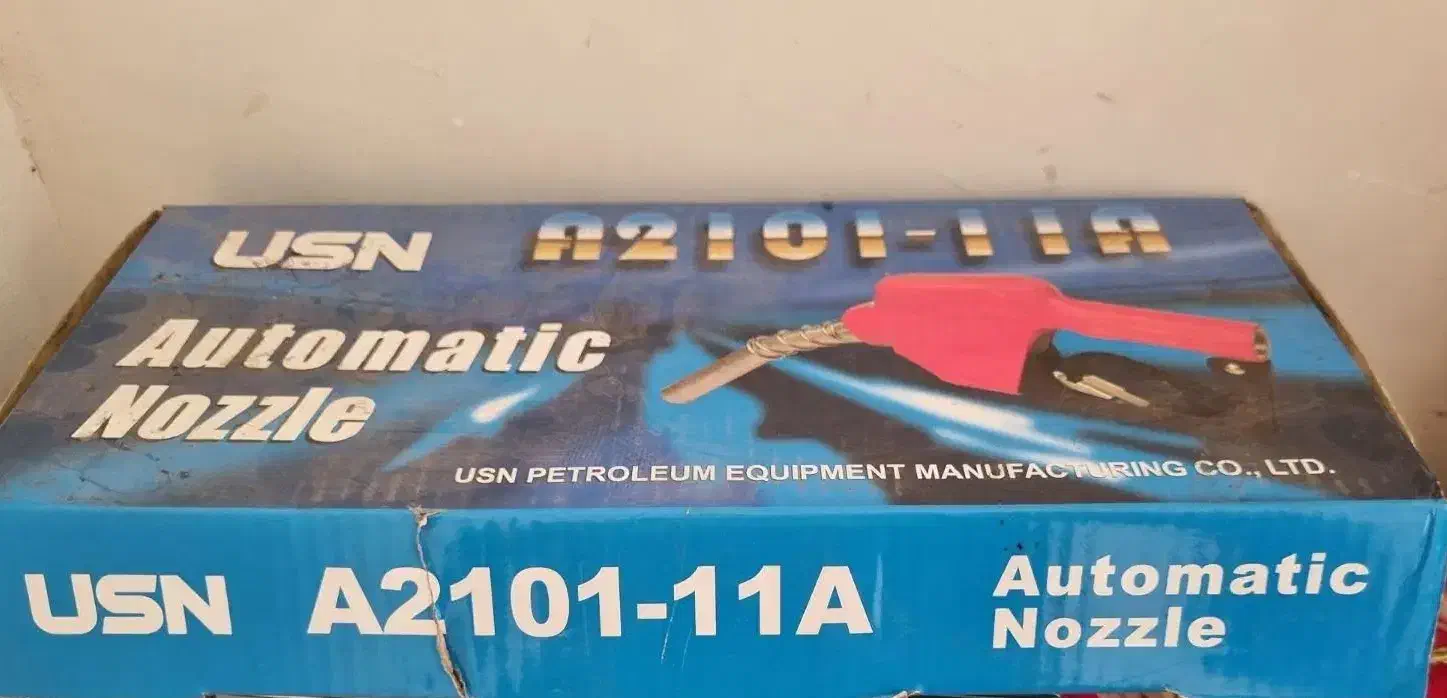 USN A2101-11A
Automatic
Nozzle
USN PETROLEUM EQUIPMENT MANUFACTURING CO., LTD.
USN A2101-11A Automatic
Nozzle